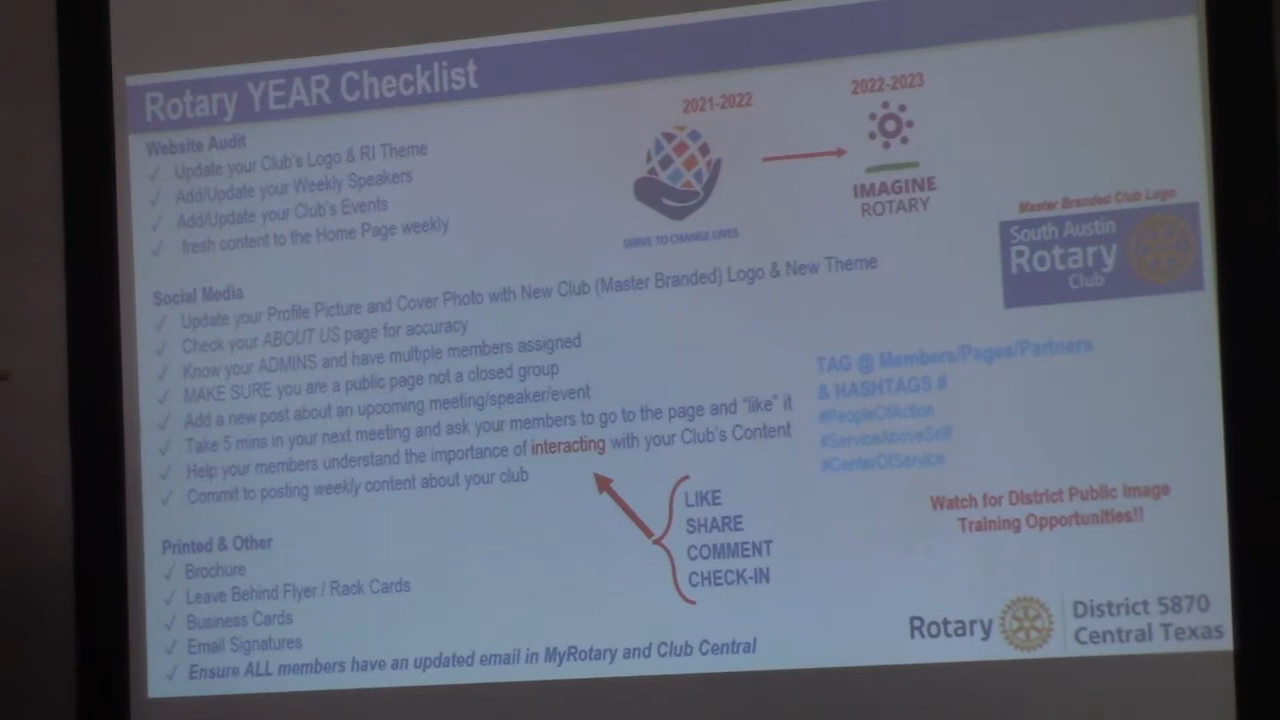 Rotary YEAR Checklist
Website Audit
✓ Update your Club's Logo & RI Theme
✓ Add/Update your Weekly Speakers
✓ Add/Update your Club's Events
✓ fresh content to the Home Page weekly
2021-2022
SERVE TO CHANGE LIVES
2022-2023
IMAGINE
ROTARY
Master Branded Club Logo
South Austin
Rotary
Club
Social Media
✓ Update your Profile Picture and Cover Photo with New Club (Master Branded) Logo & New Theme
✓ Check your ABOUT US page for accuracy
✓ Know your ADMINS and have multiple members assigned
✓ MAKE SURE you are a public page not a closed group
✓ Add a new post about an upcoming meeting/speaker/event
✓ Take 5 mins in your next meeting and ask your members to go to the page and "like" it
✓ Help your members understand the importance of interacting with your Club's Content
✓ Commit to posting weekly content about your club
TAG @ Members/Pages/Partners
& HASHTAGS #
#PeopleOfAction
#ServiceAboveSelf
#CenterOfService
LIKE
SHARE
COMMENT
CHECK-IN
Watch for District Public Image
Training Opportunities!!
Printed & Other
✓ Brochure
✓ Leave Behind Flyer / Rack Cards
✓ Business Cards
✓ Email Signatures
✓ Ensure ALL members have an updated email in MyRotary and Club Central
Rotary
District 5870
Central Texas